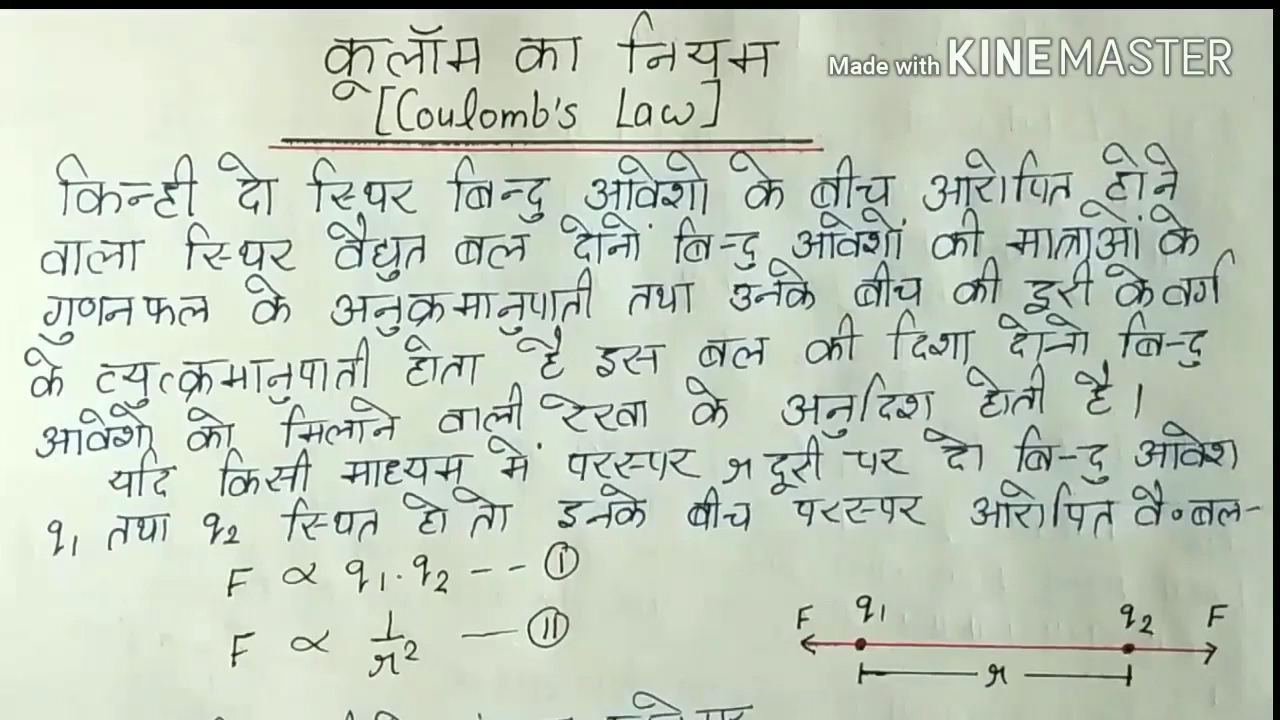 कूलॉम का नियम
Made with KINEMASTER
[Coulomb's Law]
किन्ही दो स्थिर बिन्दु आवेशो के बीच आरोपित होने
वाला स्थिर वैद्युत बल दोनों बिन्दु आवेशों की मात्राओं के
गुणनफल के अनुक्रमानुपाती तथा उनके बीच की दूरी के वर्ग
के व्युत्क्रमानुपाती होता है इस बल की दिशा दोनो बिन्दु
आवेशो को मिलाने वाली रेखा के अनुदिश होती है।
यदि किसी माध्यम में परस्पर r दूरी पर दो बिन्दु आवेश
q₁ तथा q₂ स्थित हो तो इनके बीच परस्पर आरोपित वै॰बल-
F ∝ q₁.q₂ --- (I)
F ∝ 1/r² — (II)
F q₁ q₂ F
r